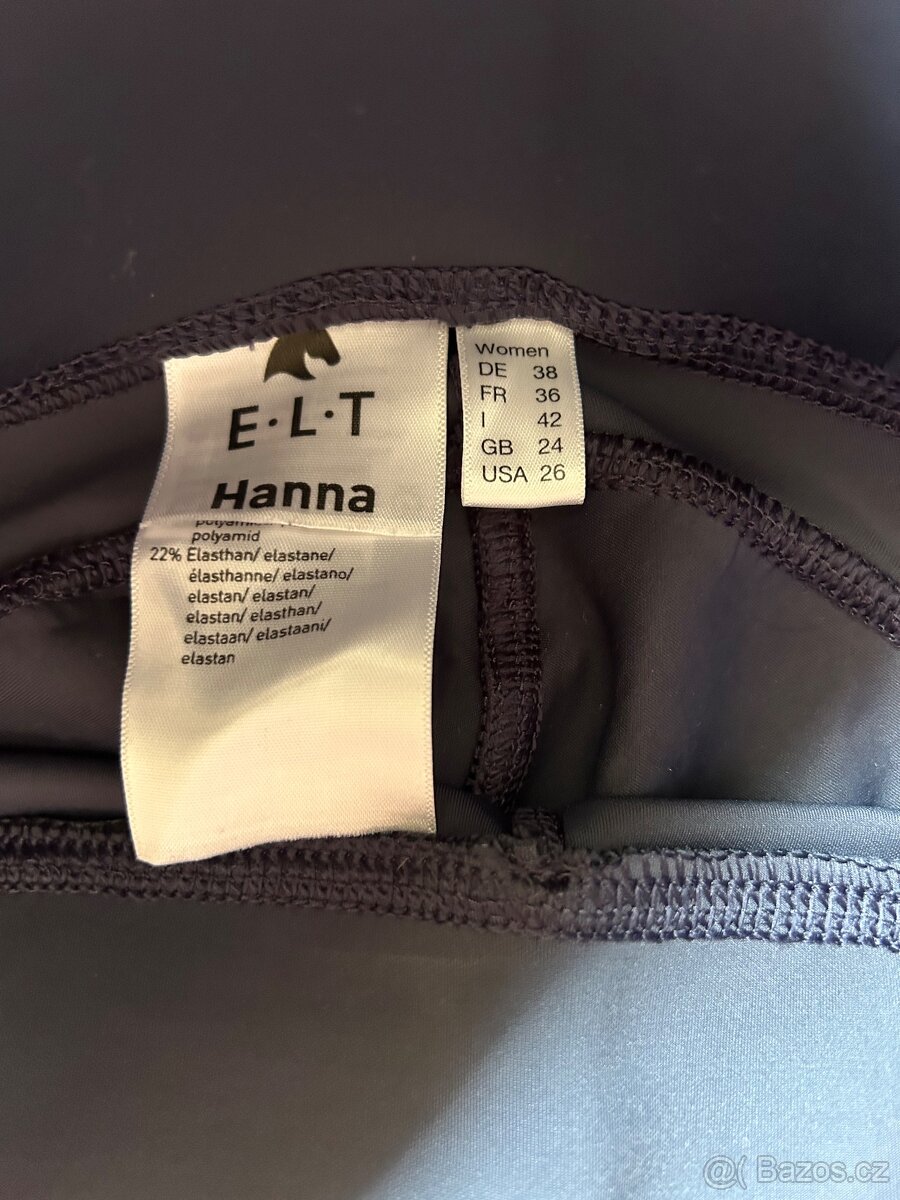 E·L·T
Hanna
polyamid
22% Elasthan/ elastane/
élasthanne/ elastano/
elastan/ elastan/
elastan/ elasthan/
elastaan/ elastaani/
elastan
Women
DE 38
FR 36
I 42
GB 24
USA 26
@( Bazos.cz